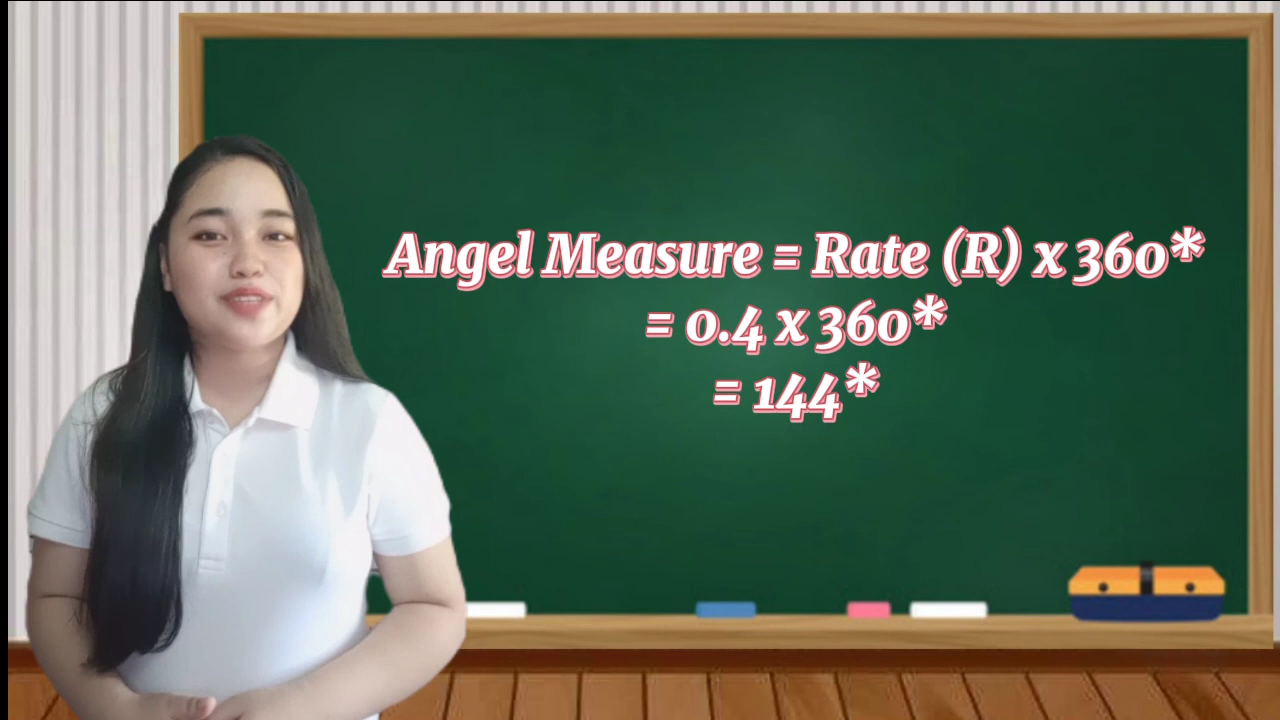 Angel Measure = Rate (R) x 360*
= 0.4 x 360*
= 144*